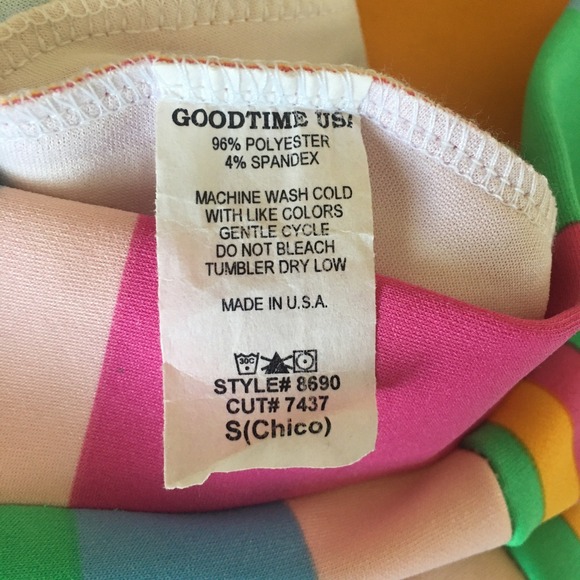 GOODTIME USA
96% POLYESTER
4% SPANDEX
MACHINE WASH COLD
WITH LIKE COLORS
GENTLE CYCLE
DO NOT BLEACH
TUMBLER DRY LOW
MADE IN U.S.A.
30C
STYLE# 8690
CUT# 7437
S(Chico)